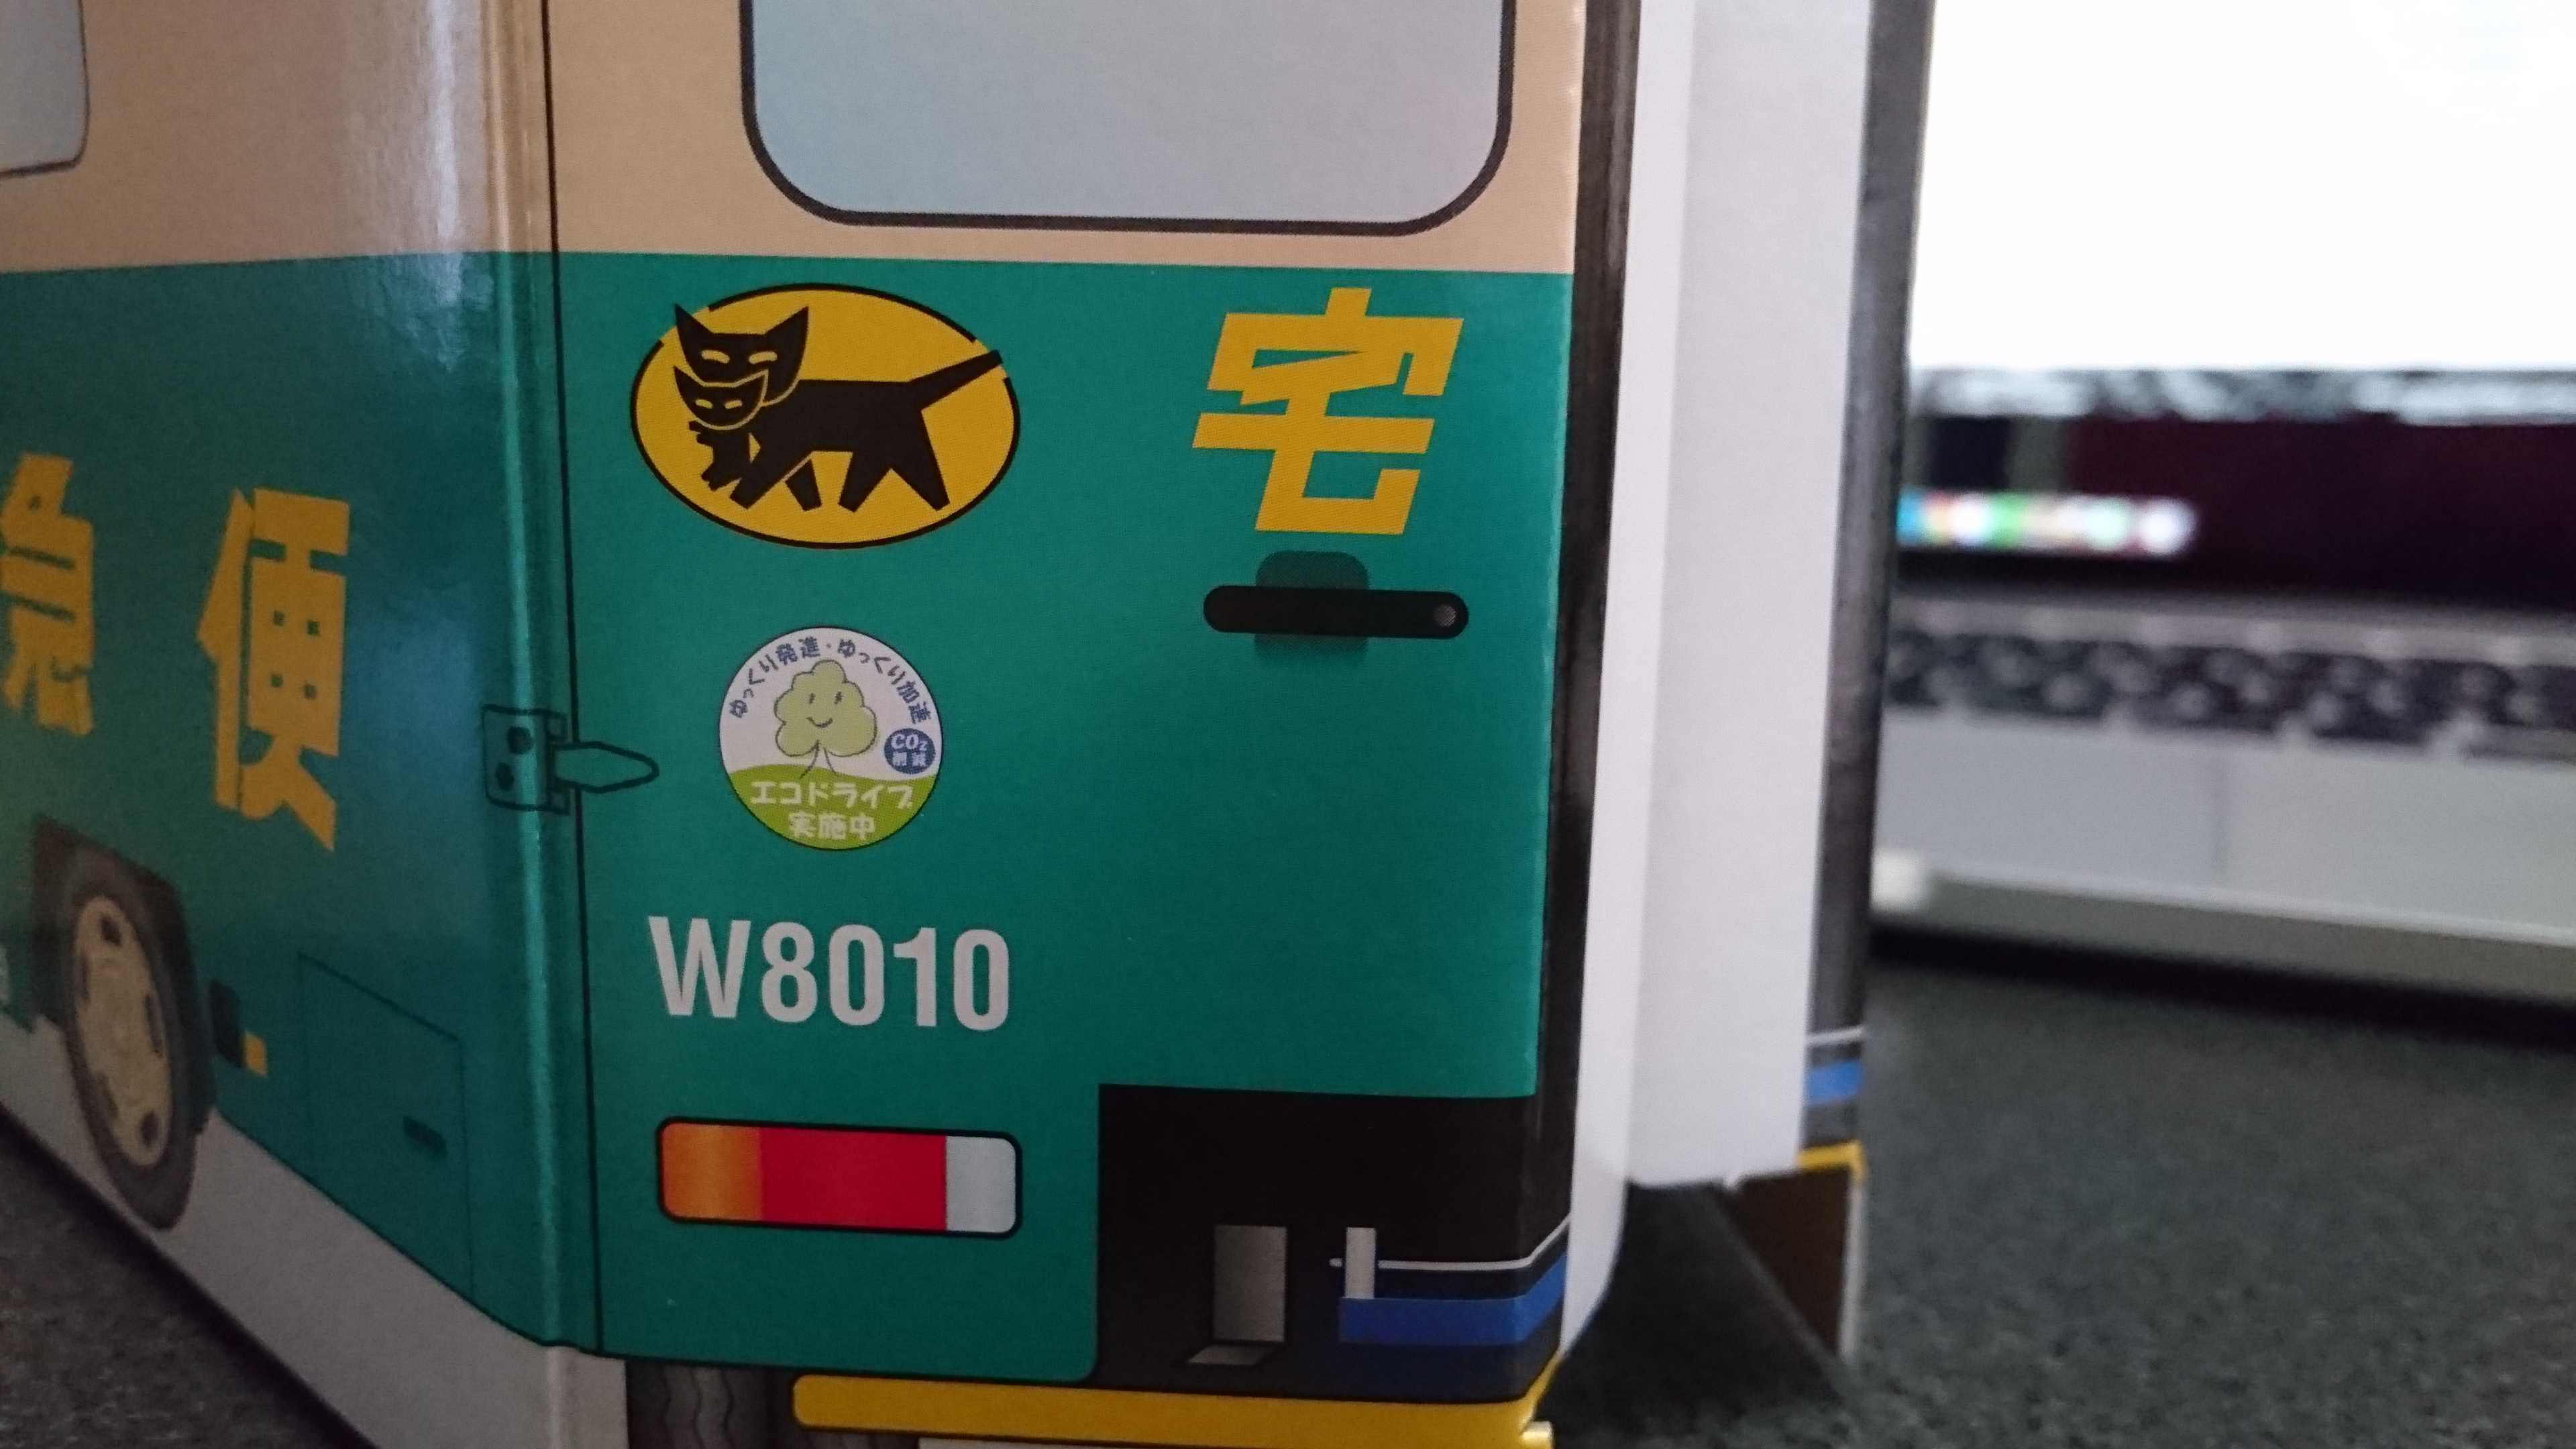 宅
急便
ゆっくり発進・ゆっくり加速
CO2
削減
エコドライブ
実施中
W8010